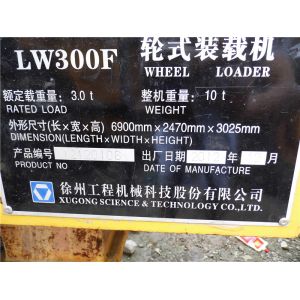 LW300F 轮式装载机
WHEEL LOADER
额定载重量: 3.0 t 整机重量: 10 t
RATED LOAD WEIGHT
外形尺寸(长×宽×高) 6900mm×2470mm×3025mm
DIMENSION(LENGTH×WIDTH×HEIGHT)
产品编号 出厂日期 年 月
PRODUCT NO DATE OF MANUFACTURE
徐州工程机械科技股份有限公司
XUGONG SCIENCE & TECHNOLOGY CO.,LTD.